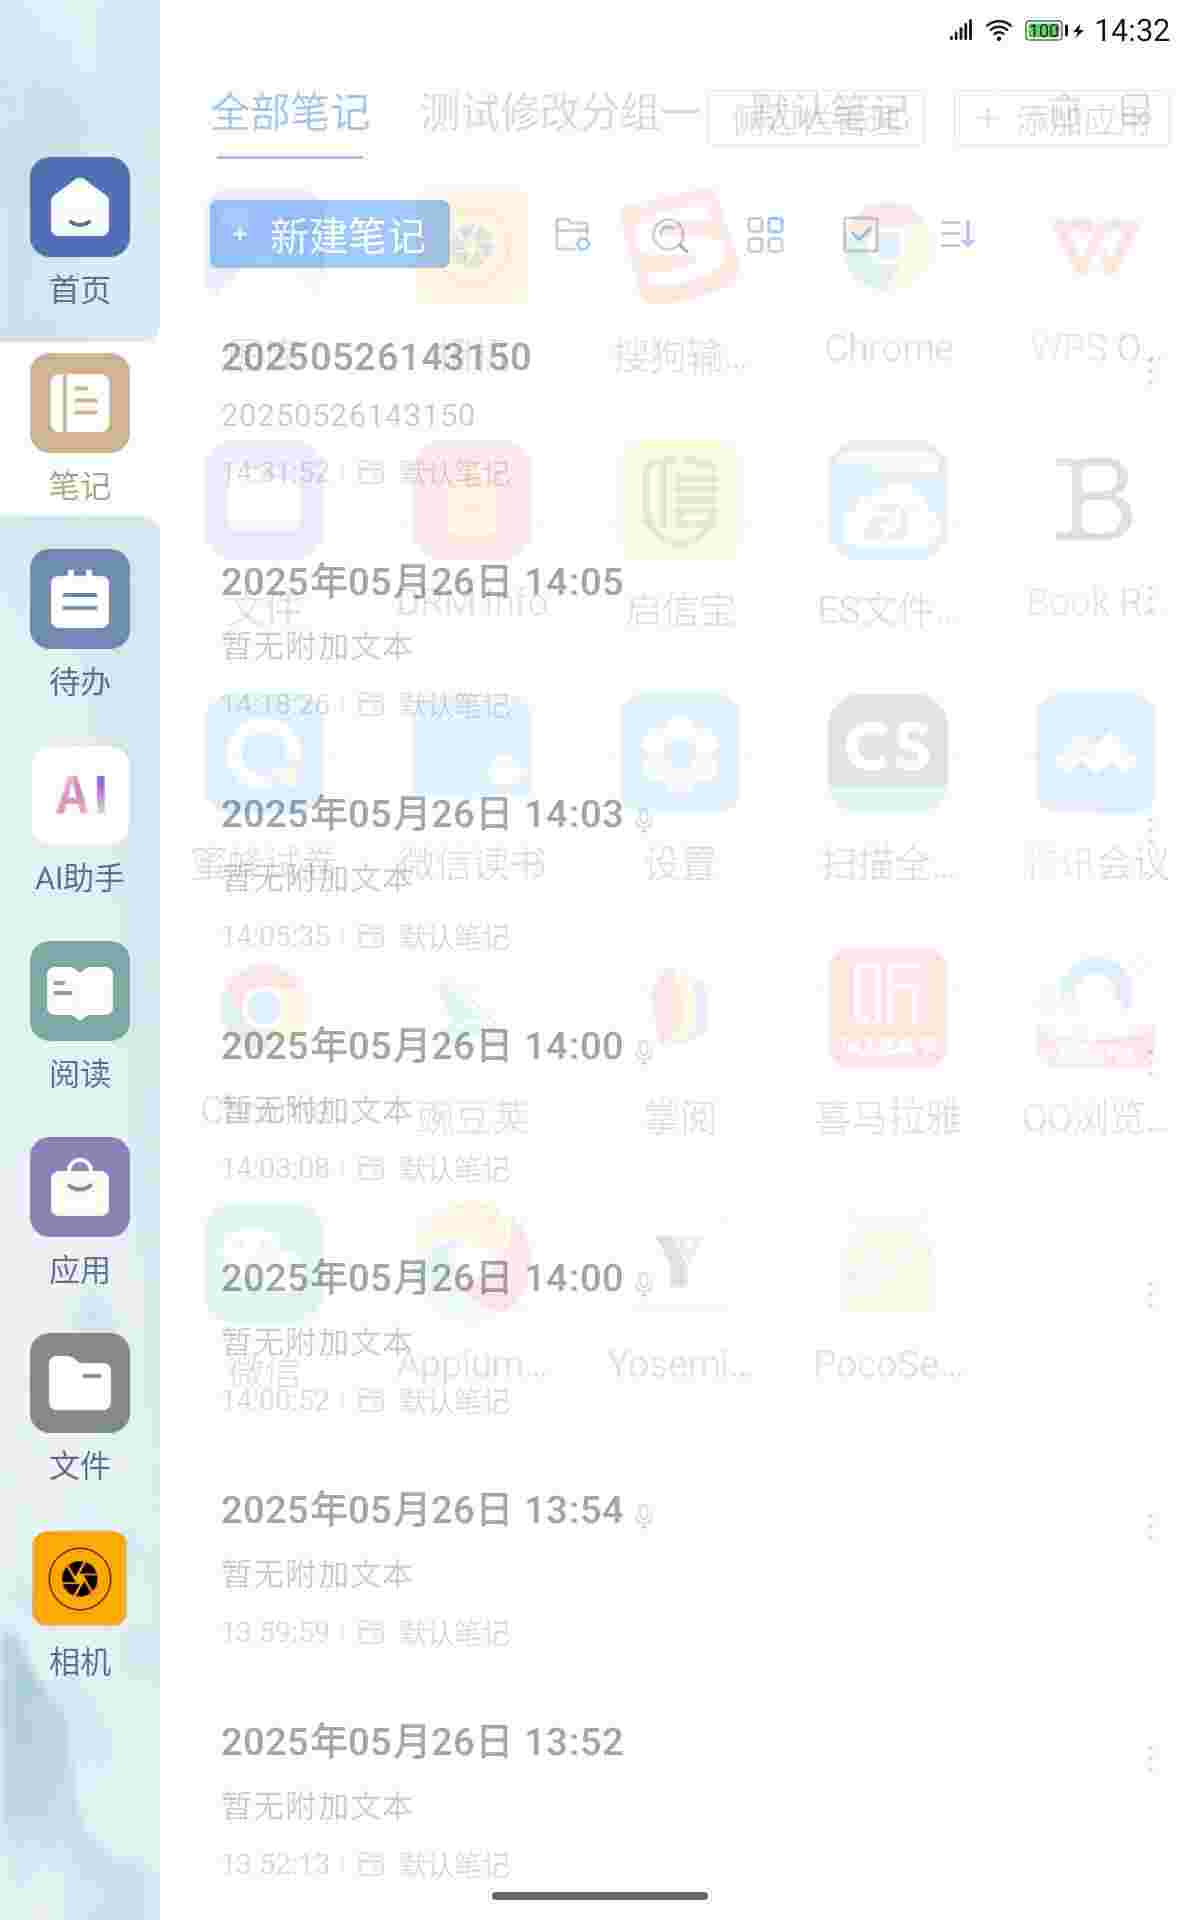 14:32
100
全部笔记
测试修改分组一
默认笔记
侧边栏管理
+ 添加应用
+ 新建笔记
首页
笔记
待办
AI
AI助手
阅读
应用
文件
相机
20250526143150
20250526143150
14:31:52
默认笔记
搜狗输...
Chrome
WPS O...
信
B
2025年05月26日 14:05
暂无附加文本
14:18:26
默认笔记
文件
DRM info
启信宝
ES文件...
Book R...
CS
2025年05月26日 14:03
暂无附加文本
14:05:35
默认笔记
蜜蜂试卷
微信读书
设置
扫描全...
腾讯会议
听
2025年05月26日 14:00
暂无附加文本
14:03:08
默认笔记
豌豆荚
掌阅
喜马拉雅
QQ浏览...
Y
2025年05月26日 14:00
暂无附加文本
14:00:52
默认笔记
微信
Appium...
Yosemi...
PocoSe...
2025年05月26日 13:54
暂无附加文本
13:59:59
默认笔记
2025年05月26日 13:52
暂无附加文本
13:52:13
默认笔记